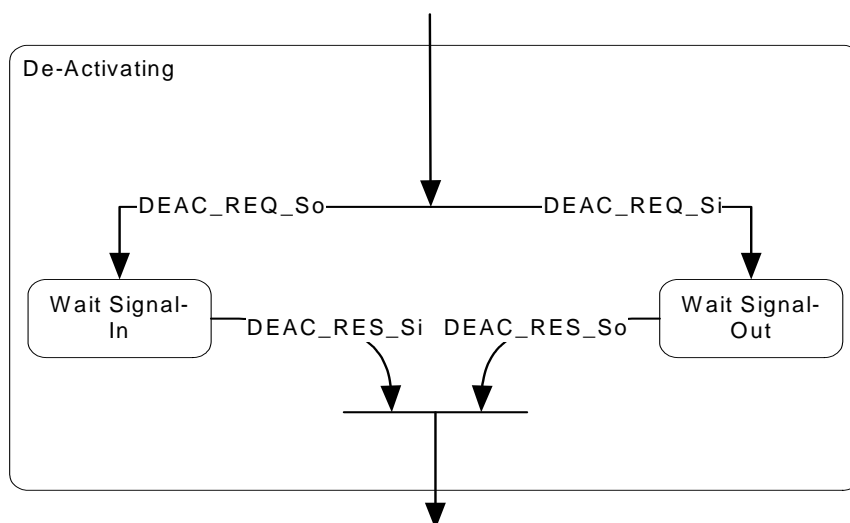 De-Activating
DEAC_REQ_So
DEAC_REQ_Si
Wait Signal-
In
DEAC_RES_Si
DEAC_RES_So
Wait Signal-
Out